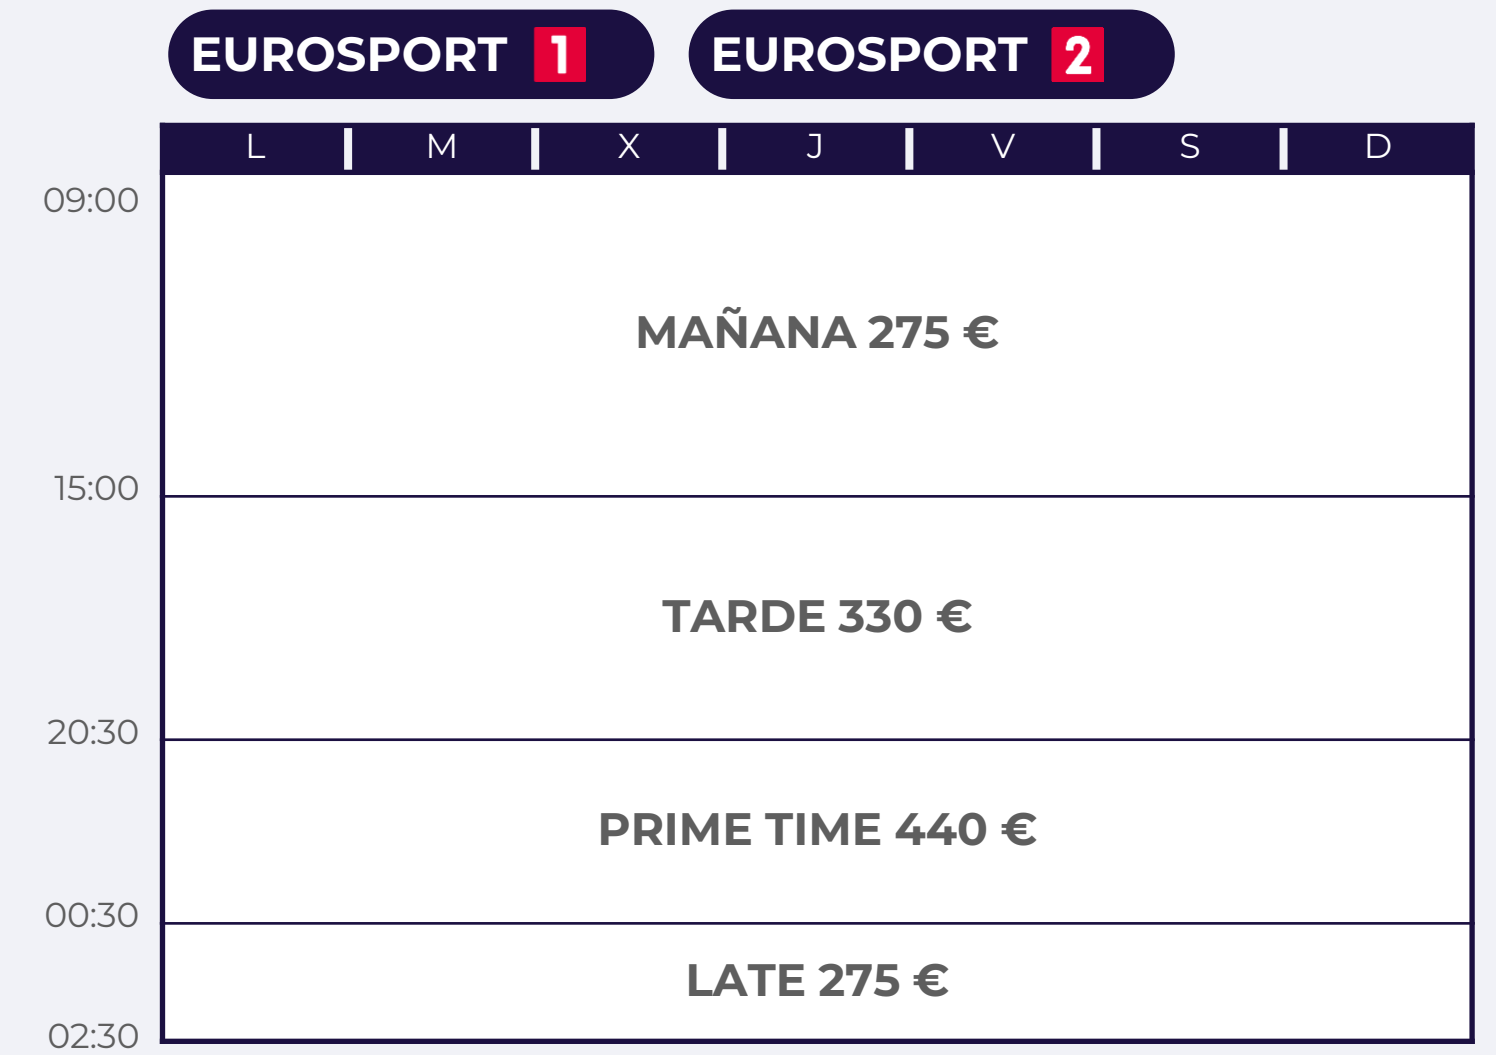 EUROSPORT 1 EUROSPORT 2
L M X J V S D
09:00
MAÑANA 275 €
15:00
TARDE 330 €
20:30
PRIME TIME 440 €
00:30
LATE 275 €
02:30